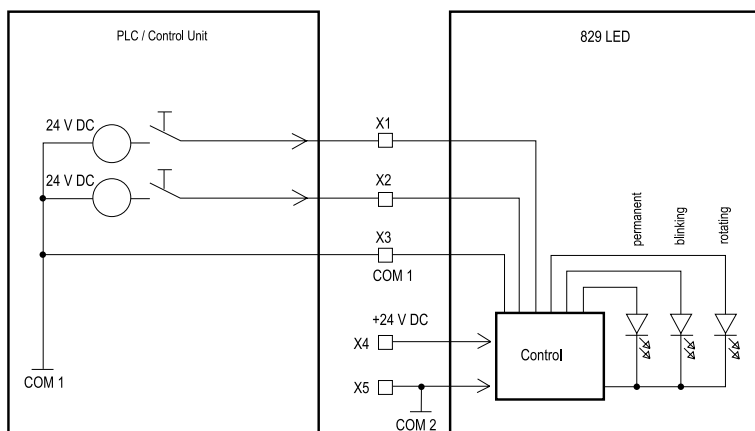 PLC / Control Unit
829 LED
24 V DC
X1
24 V DC
X2
X3
COM 1
permanent
blinking
rotating
+24 V DC
X4
Control
X5
COM 1
COM 2